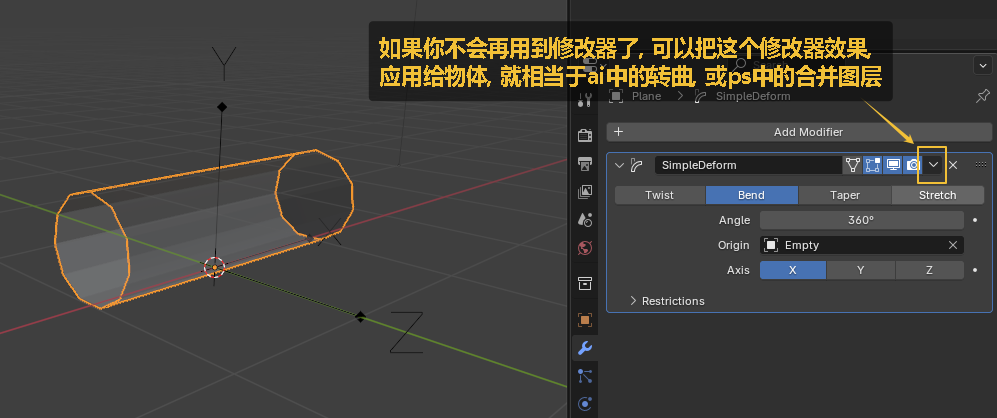 如果你不会再用到修改器了, 可以把这个修改器效果,
应用给物体, 就相当于ai中的转曲, 或ps中的合并图层
Y
Z
Plane
SimpleDeform
Add Modifier
SimpleDeform
Twist Bend Taper Stretch
Angle 360°
Origin Empty
Axis X Y Z
Restrictions